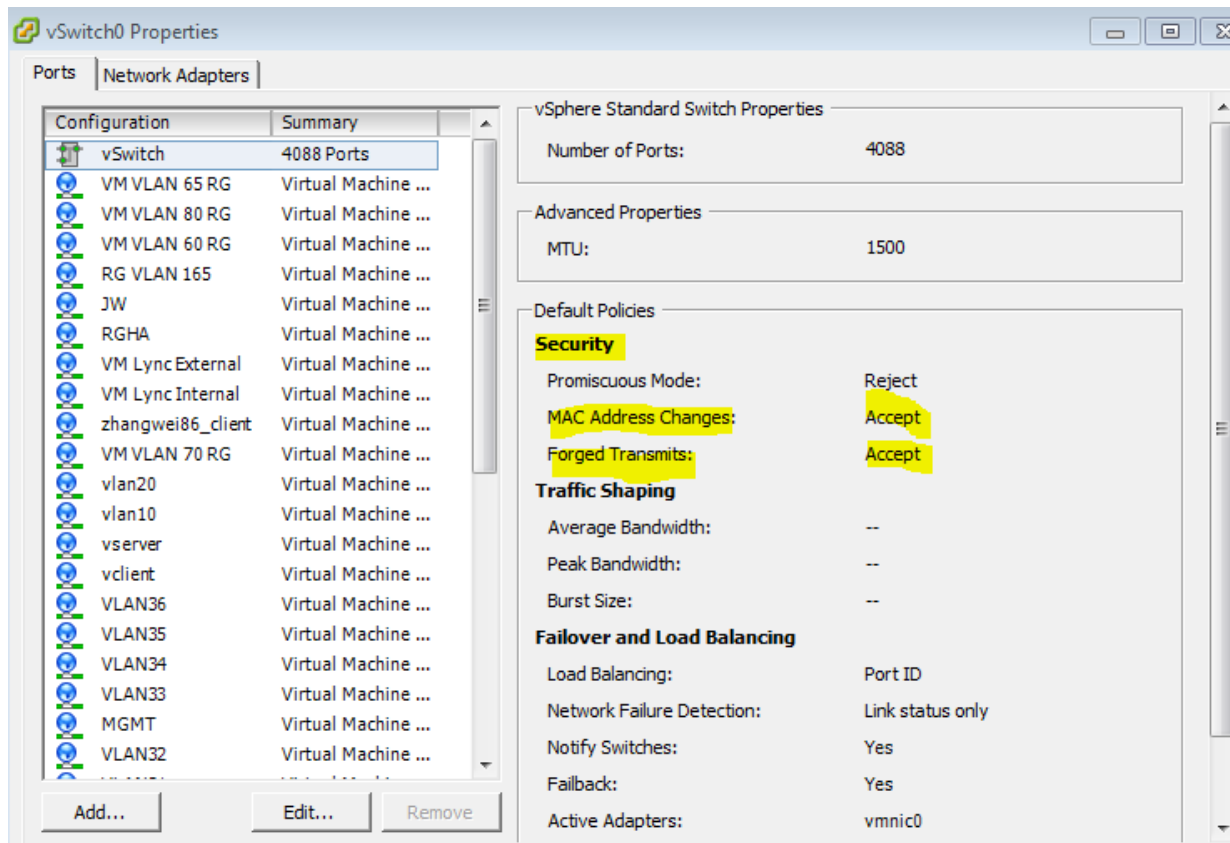 vSwitch0 Properties
Ports Network Adapters
Configuration Summary
vSwitch 4088 Ports
VM VLAN 65 RG Virtual Machine ...
VM VLAN 80 RG Virtual Machine ...
VM VLAN 60 RG Virtual Machine ...
RG VLAN 165 Virtual Machine ...
JW Virtual Machine ...
RGHA Virtual Machine ...
VM Lync External Virtual Machine ...
VM Lync Internal Virtual Machine ...
zhangwei86_client Virtual Machine ...
VM VLAN 70 RG Virtual Machine ...
vlan20 Virtual Machine ...
vlan10 Virtual Machine ...
vserver Virtual Machine ...
vclient Virtual Machine ...
VLAN36 Virtual Machine ...
VLAN35 Virtual Machine ...
VLAN34 Virtual Machine ...
VLAN33 Virtual Machine ...
MGMT Virtual Machine ...
VLAN32 Virtual Machine ...
Add... Edit... Remove
vSphere Standard Switch Properties
Number of Ports: 4088
Advanced Properties
MTU: 1500
Default Policies
Security
Promiscuous Mode: Reject
MAC Address Changes: Accept
Forged Transmits: Accept
Traffic Shaping
Average Bandwidth: --
Peak Bandwidth: --
Burst Size: --
Failover and Load Balancing
Load Balancing: Port ID
Network Failure Detection: Link status only
Notify Switches: Yes
Failback: Yes
Active Adapters: vmnic0